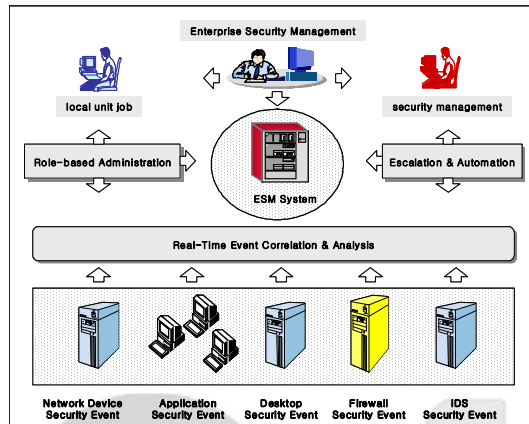 Enterprise Security Management
local unit job
security management
Role-based Administration
Escalation & Automation
ESM System
Real-Time Event Correlation & Analysis
Network Device
Security Event
Application
Security Event
Desktop
Security Event
Firewall
Security Event
IDS
Security Event